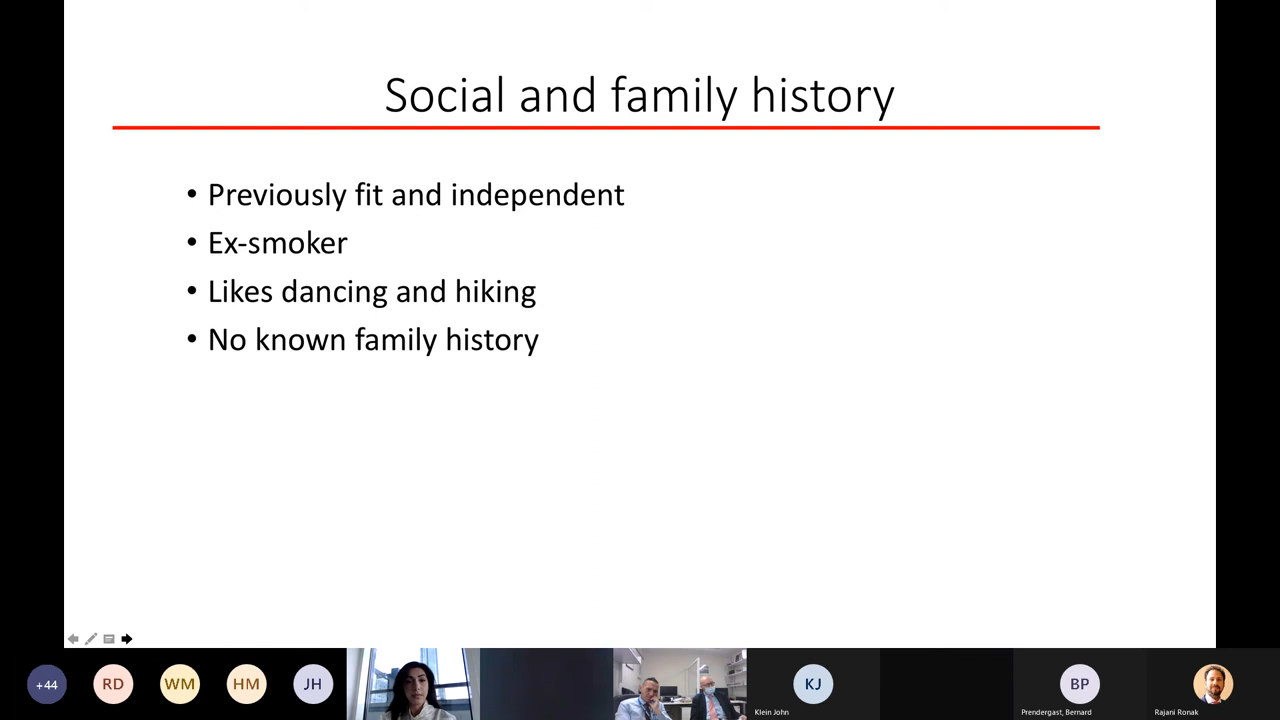 Social and family history
• Previously fit and independent
• Ex-smoker
• Likes dancing and hiking
• No known family history
+44
RD
WM
HM
JH
KJ
Klein John
BP
Prendergast, Bernard
Rajani Ronak